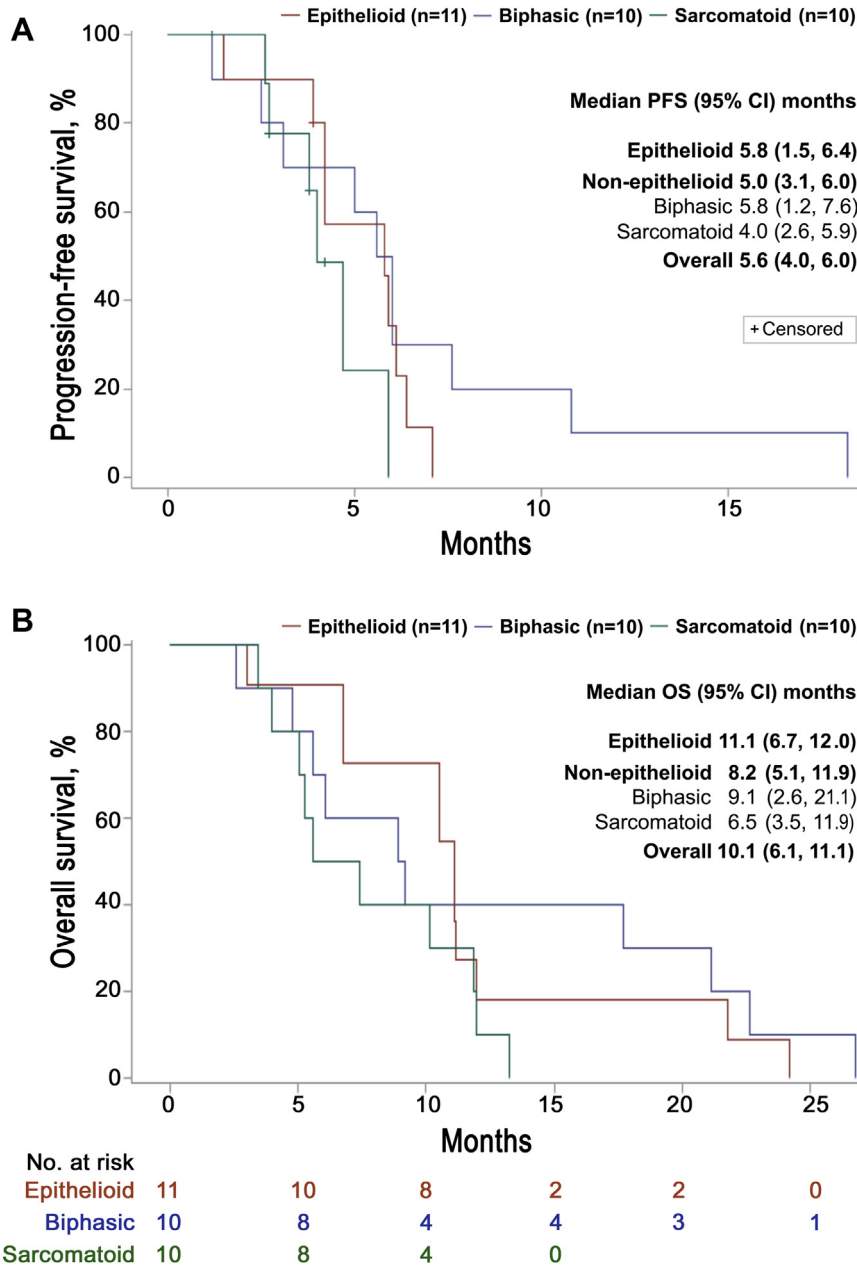 A
Epithelioid (n=11) Biphasic (n=10) Sarcomatoid (n=10)
Progression-free survival, %
100
80
60
40
20
0
Median PFS (95% CI) months
Epithelioid 5.8 (1.5, 6.4)
Non-epithelioid 5.0 (3.1, 6.0)
Biphasic 5.8 (1.2, 7.6)
Sarcomatoid 4.0 (2.6, 5.9)
Overall 5.6 (4.0, 6.0)
+ Censored
0 5 10 15
Months
B
Epithelioid (n=11) Biphasic (n=10) Sarcomatoid (n=10)
Overall survival, %
100
80
60
40
20
0
Median OS (95% CI) months
Epithelioid 11.1 (6.7, 12.0)
Non-epithelioid 8.2 (5.1, 11.9)
Biphasic 9.1 (2.6, 21.1)
Sarcomatoid 6.5 (3.5, 11.9)
Overall 10.1 (6.1, 11.1)
0 5 10 15 20 25
Months
No. at risk
Epithelioid 11 10 8 2 2 0
Biphasic 10 8 4 4 3 1
Sarcomatoid 10 8 4 0